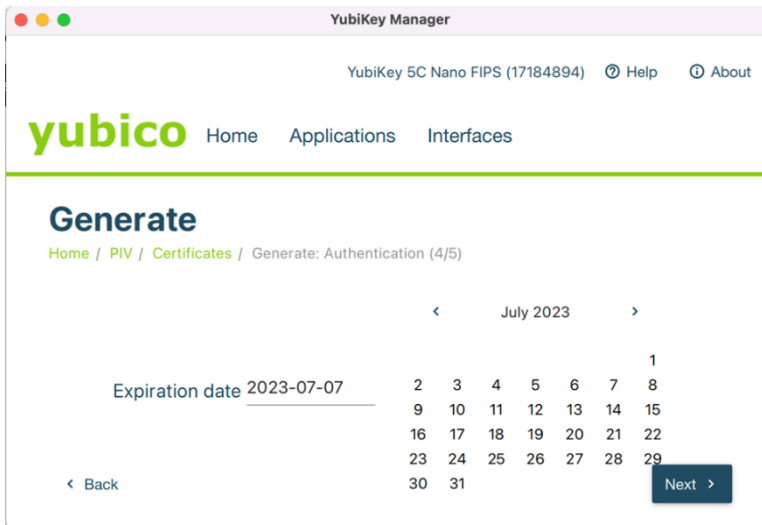 YubiKey Manager
YubiKey 5C Nano FIPS (17184894) Help About
yubico Home Applications Interfaces
Generate
Home / PIV / Certificates / Generate: Authentication (4/5)
< July 2023 >
1
Expiration date 2023-07-07
2 3 4 5 6 7 8
9 10 11 12 13 14 15
16 17 18 19 20 21 22
23 24 25 26 27 28 29
30 31
< Back
Next >